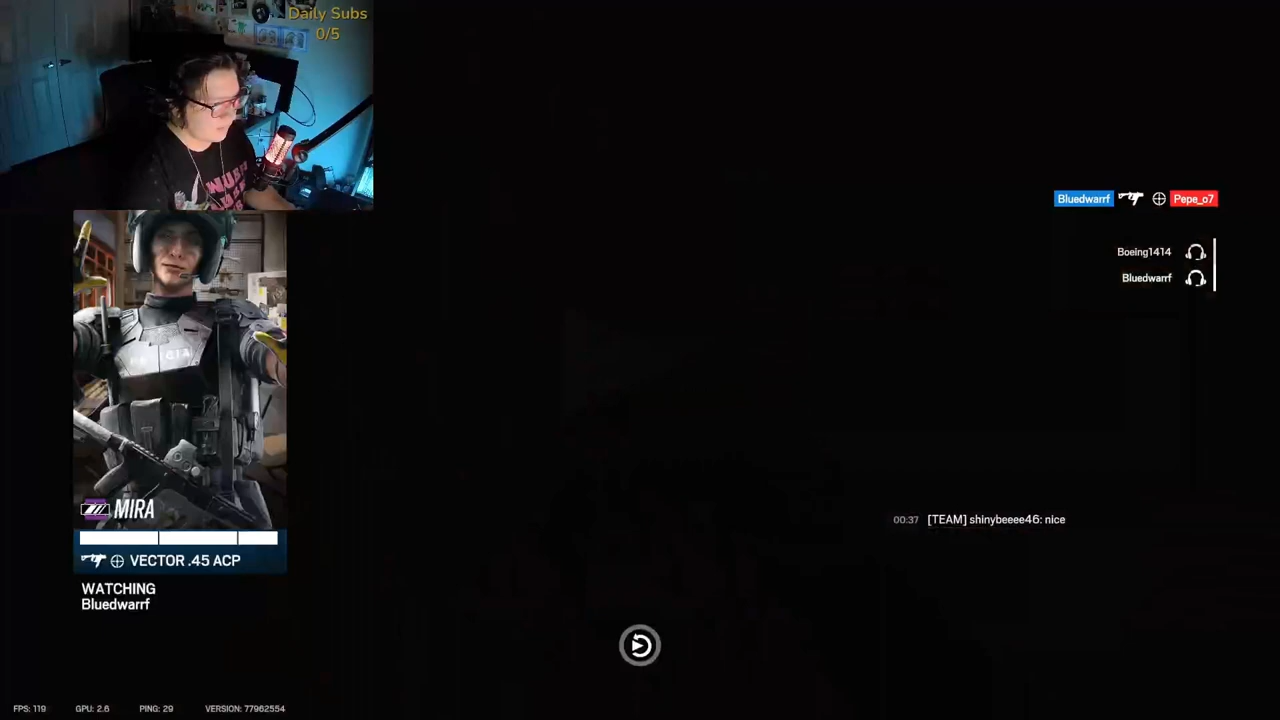 Daily Subs
0/5
Bluedwarrf Pepe_o7
Boeing1414
Bluedwarrf
MIRA
VECTOR .45 ACP
WATCHING
Bluedwarrf
00:37 [TEAM] shinybeeee46: nice
FPS: 119 GPU: 2.6 PING: 29 VERSION: 77962554